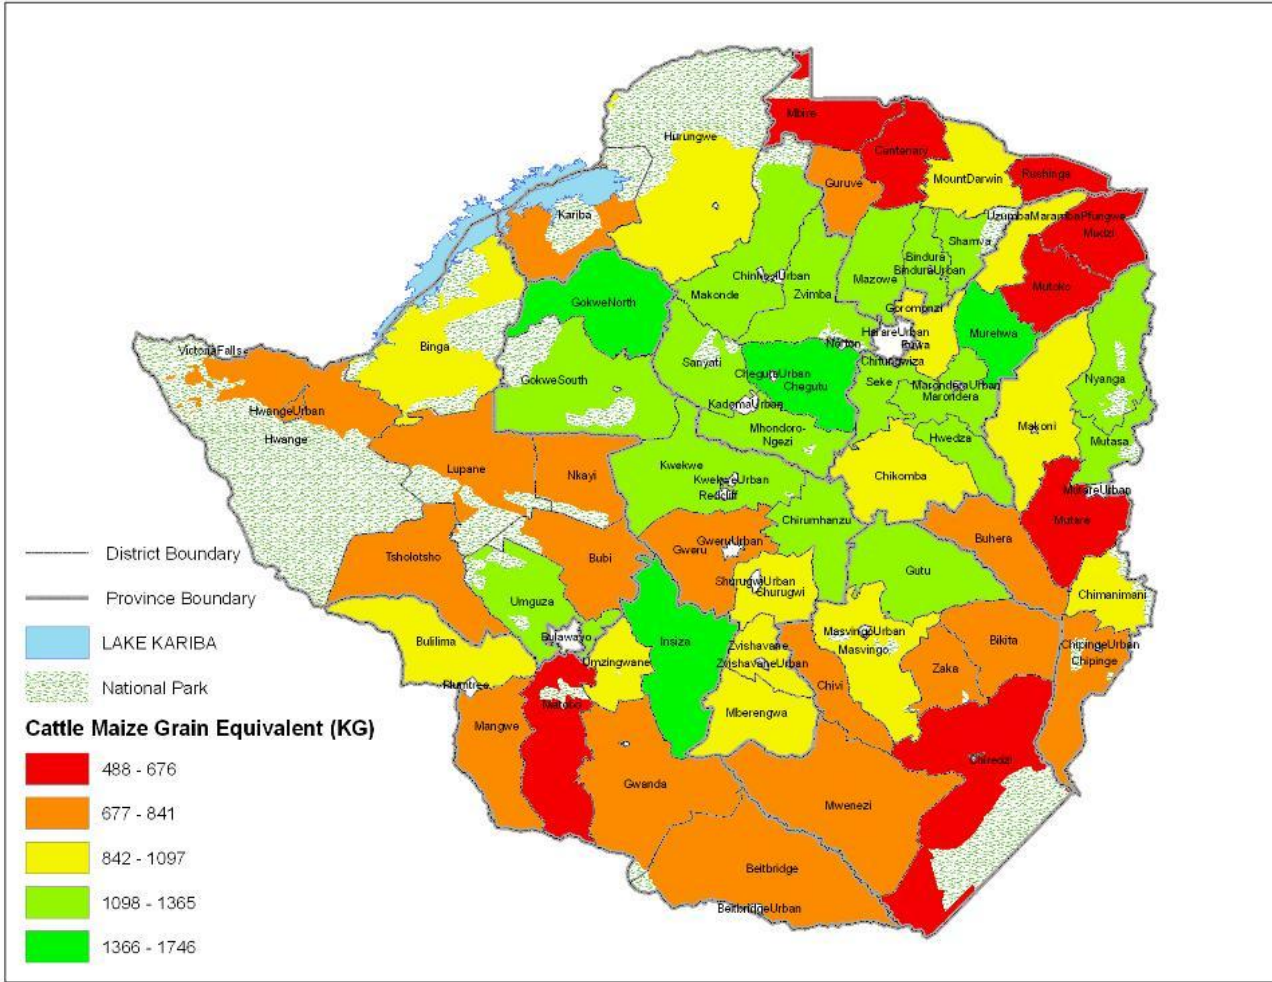 Mbire
Hurungwe
Centenary
Rushinga
MountDarwin
Guruve
Kariba
UzumbaMarambaPfungwe
Mudzi
Shamva
Bindura
BinduraUrban
ChinhoyiUrban
Mazowe
Mutoko
Makonde
Zvimba
GokweNorth
Goromonzi
HarareUrban
Murehwa
Ruwa
Norton
Binga
VictoriaFalls
Sanyati
Chitungwiza
CheguruUrban
Chegutu
GokweSouth
Seke
MaronderaUrban
Marondera
Nyanga
KadomaUrban
HwangeUrban
Hwange
Mhondoro-
Ngezi
Hwedza
Makoni
Mutasa
Lupane
Nkayi
Kwekwe
KwekweUrban
Redcliff
Chikomba
MutareUrban
Chirumhanzu
Mutare
Buhera
GweruUrban
Gweru
Tsholotsho
Bubi
Gutu
ShurugwiUrban
Shurugwi
Chimanimani
Umguza
Bulawayo
Insiza
MasvingoUrban
Masvingo
Bikita
ChipingeUrban
Chipinge
Bulilima
Zvishavane
ZvishavaneUrban
Umzingwane
Zaka
Plumtree
Chivi
Matobo
Mberengwa
Mangwe
Chiredzi
Gwanda
Mwenezi
Beitbridge
BeitbridgeUrban
District Boundary
Province Boundary
LAKE KARIBA
National Park
Cattle Maize Grain Equivalent (KG)
488 - 676
677 - 841
842 - 1097
1098 - 1365
1366 - 1746